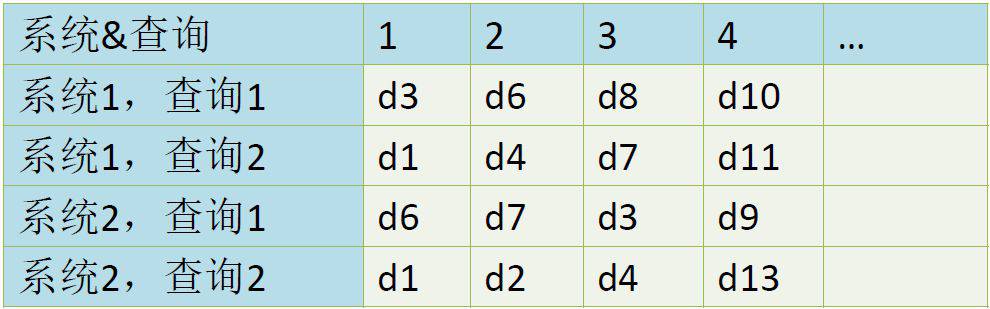 系统&查询 1 2 3 4 …
系统1，查询1 d3 d6 d8 d10
系统1，查询2 d1 d4 d7 d11
系统2，查询1 d6 d7 d3 d9
系统2，查询2 d1 d2 d4 d13